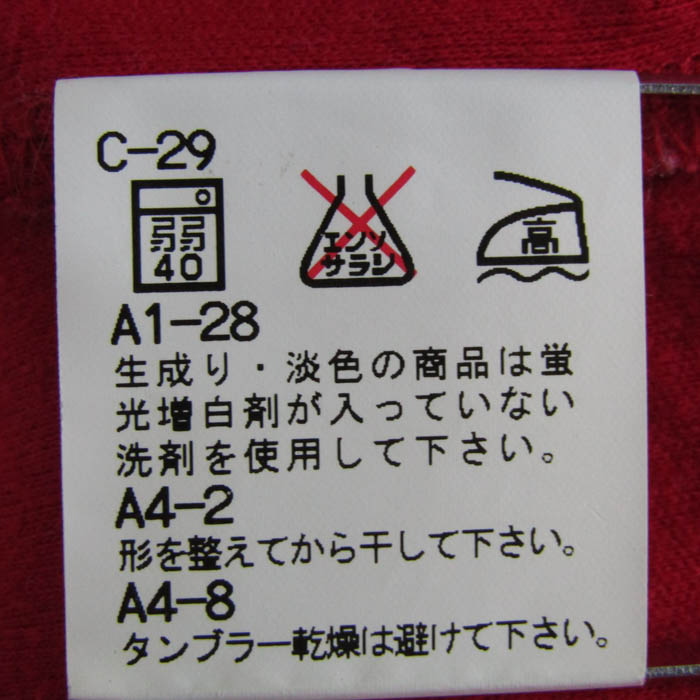 C-29
弱
40
エンソ
サラシ
高
A1-28
生成り・淡色の商品は蛍
光増白剤が入っていない
洗剤を使用して下さい。
A4-2
形を整えてから干して下さい。
A4-8
タンブラー乾燥は避けて下さい。